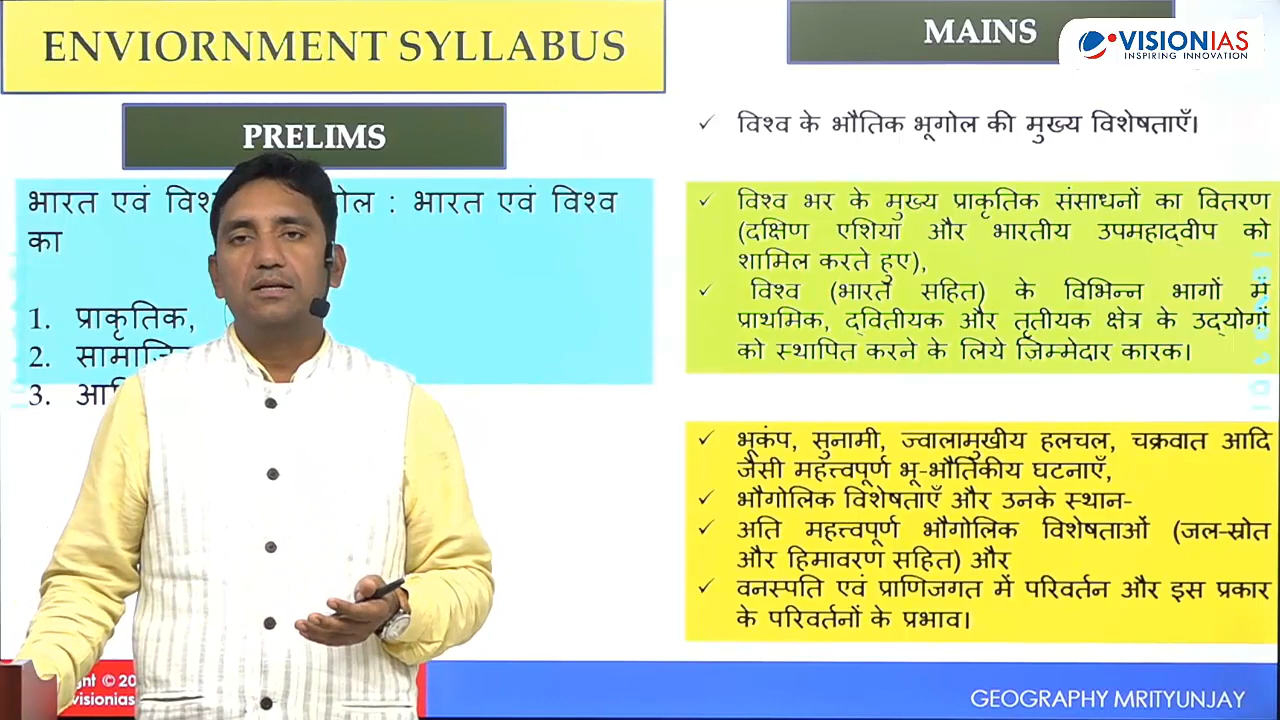 ENVIORNMENT SYLLABUS
PRELIMS
भारत एवं : भारत एवं विश्व
का
1. प्राकृतिक,
2.
3.
MAINS
VISIONIAS
INSPIRING INNOVATION
✓ विश्व के भौतिक भूगोल की मुख्य विशेषताएँ।
✓ विश्व भर के मुख्य प्राकृतिक संसाधनों का वितरण
(दक्षिण एशिया और भारतीय उपमहाद्वीप को
शामिल करते हुए),
✓ विश्व (भारत सहित) के विभिन्न भागों में
प्राथमिक, द्वितीयक और तृतीयक क्षेत्र के उद्योगों
को स्थापित करने के लिये ज़िम्मेदार कारक।
✓ भूकंप, सुनामी, ज्वालामुखीय हलचल, चक्रवात आदि
जैसी महत्त्वपूर्ण भू-भौतिकीय घटनाएँ,
✓ भौगोलिक विशेषताएँ और उनके स्थान-
✓ अति महत्त्वपूर्ण भौगोलिक विशेषताओं (जल-स्रोत
और हिमावरण सहित) और
✓ वनस्पति एवं प्राणिजगत में परिवर्तन और इस प्रकार
के परिवर्तनों के प्रभाव।
©
visionias
GEOGRAPHY MRITYUNJAY